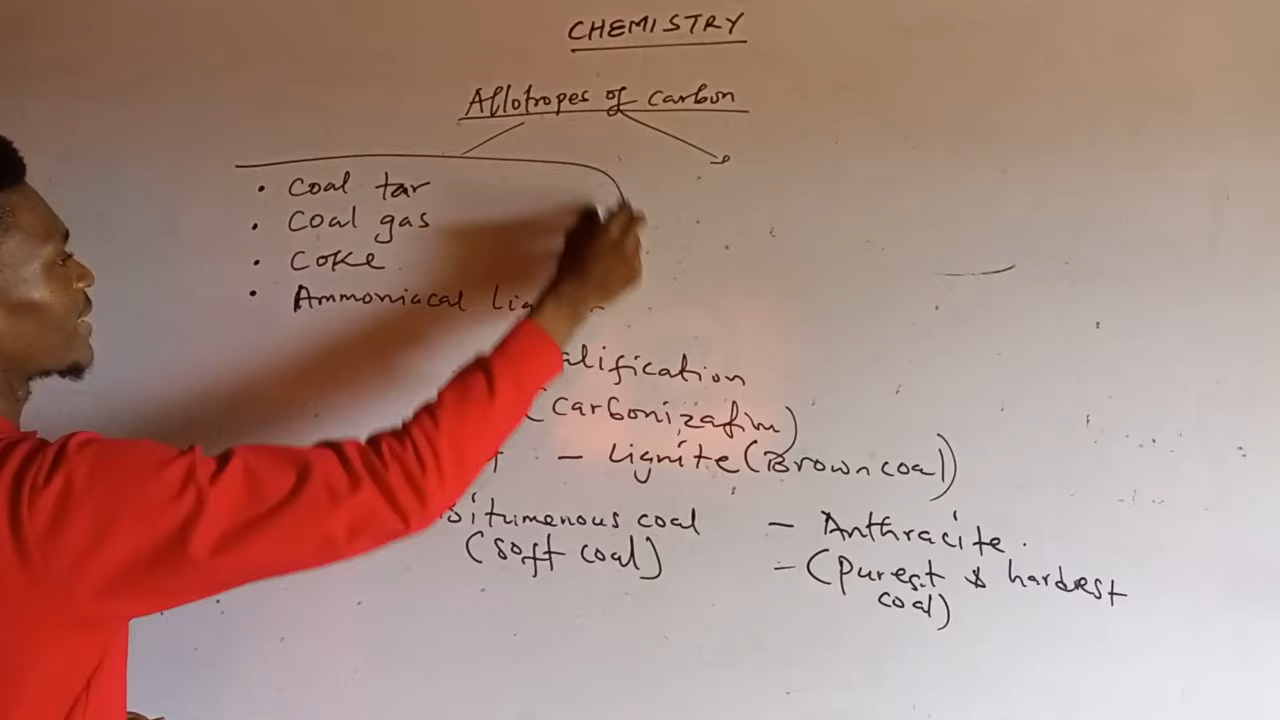 CHEMISTRY
Allotropes of carbon
• Coal tar
• Coal gas
• Coke
• Ammoniacal
alification
(Carbonization)
– Lignite (Brown coal)
Bitumenous coal
(Soft coal)
– Anthracite.
– (Purest & hardest
coal)